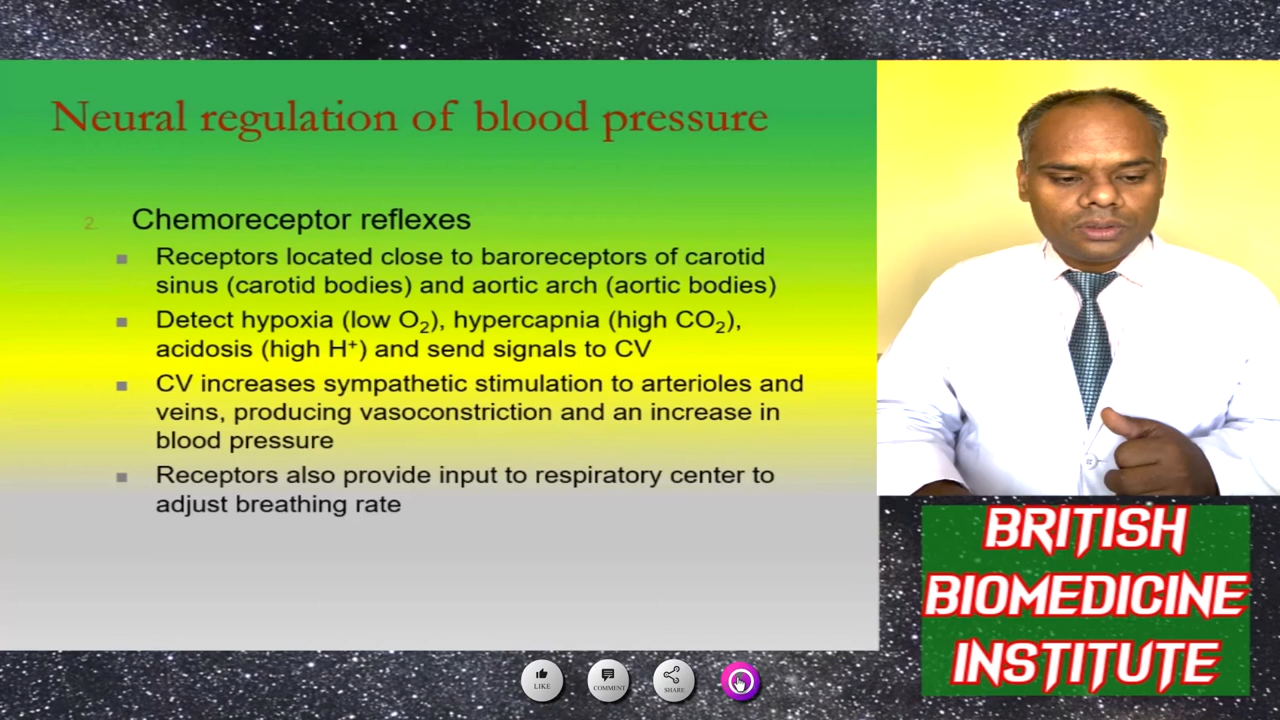 Neural regulation of blood pressure
2. Chemoreceptor reflexes
Receptors located close to baroreceptors of carotid
sinus (carotid bodies) and aortic arch (aortic bodies)
Detect hypoxia (low O₂), hypercapnia (high CO₂),
acidosis (high H⁺) and send signals to CV
CV increases sympathetic stimulation to arterioles and
veins, producing vasoconstriction and an increase in
blood pressure
Receptors also provide input to respiratory center to
adjust breathing rate
BRITISH
BIOMEDICINE
INSTITUTE
LIKE
COMMENT
SHARE